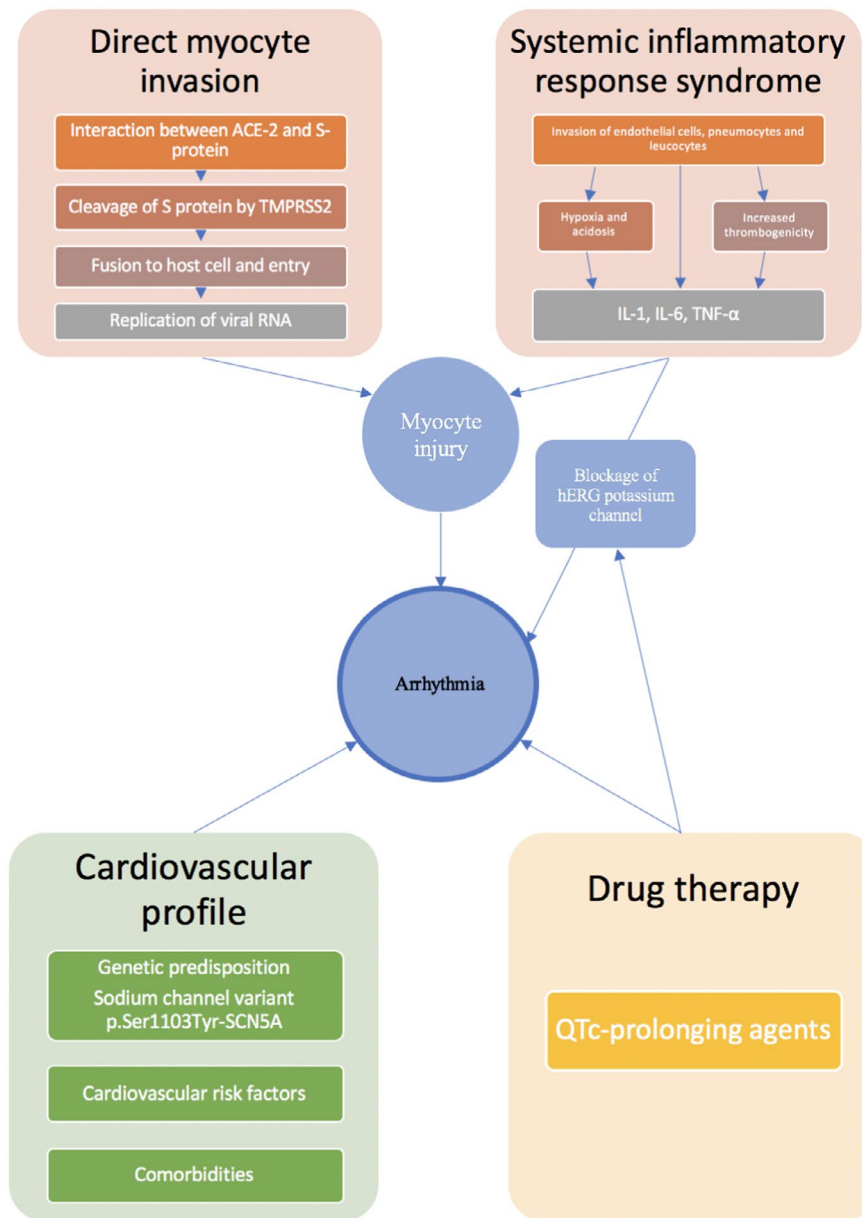 Direct myocyte
invasion
Interaction between ACE-2 and S-
protein
Cleavage of S protein by TMPRSS2
Fusion to host cell and entry
Replication of viral RNA
Systemic inflammatory
response syndrome
Invasion of endothelial cells, pneumocytes and
leucocytes
Hypoxia and
acidosis
Increased
thrombogenicity
IL-1, IL-6, TNF-α
Myocyte
injury
Blockage of
hERG potassium
channel
Arrhythmia
Cardiovascular
profile
Genetic predisposition
Sodium channel variant
p.Ser1103Tyr-SCN5A
Cardiovascular risk factors
Comorbidities
Drug therapy
QTc-prolonging agents